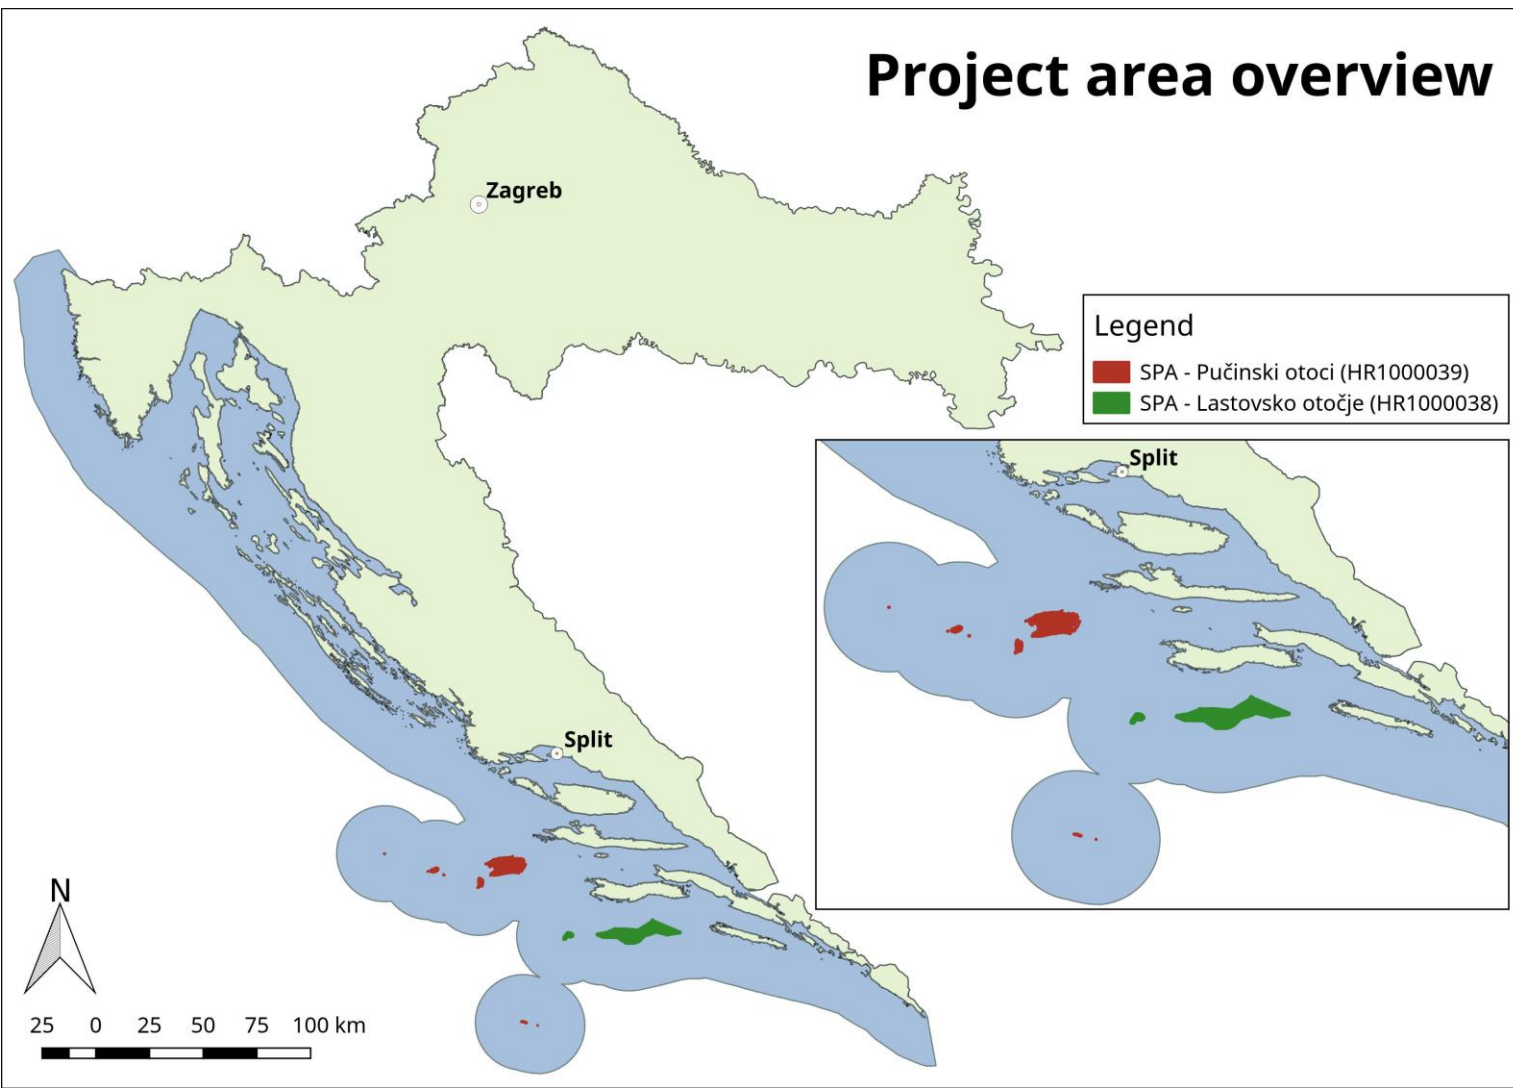 Project area overview
Zagreb
Legend
SPA - Pučinski otoci (HR1000039)
SPA - Lastovsko otočje (HR1000038)
Split
Split
N
25 0 25 50 75 100 km